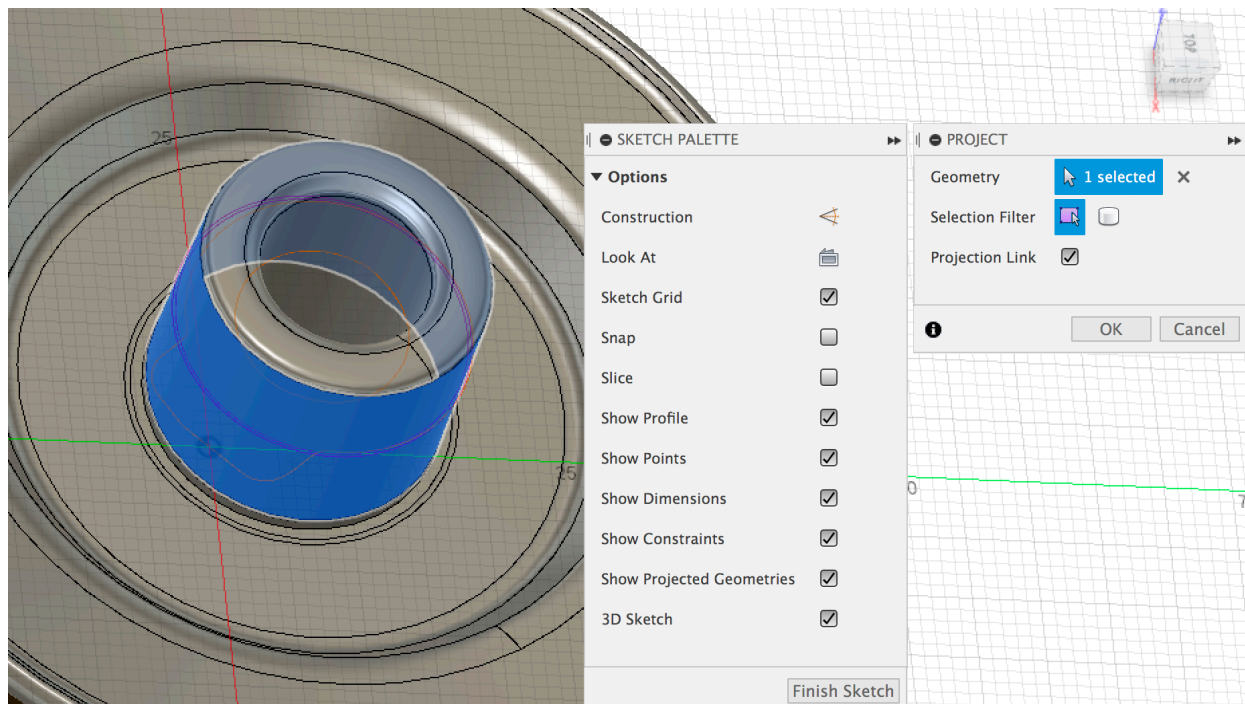 TOP
RIGHT
25
SKETCH PALETTE
PROJECT
Options
Geometry
1 selected
Construction
Selection Filter
Look At
Projection Link
Sketch Grid
Snap
OK
Cancel
Slice
Show Profile
Show Points
25
0
7
Show Dimensions
Show Constraints
Show Projected Geometries
3D Sketch
Finish Sketch